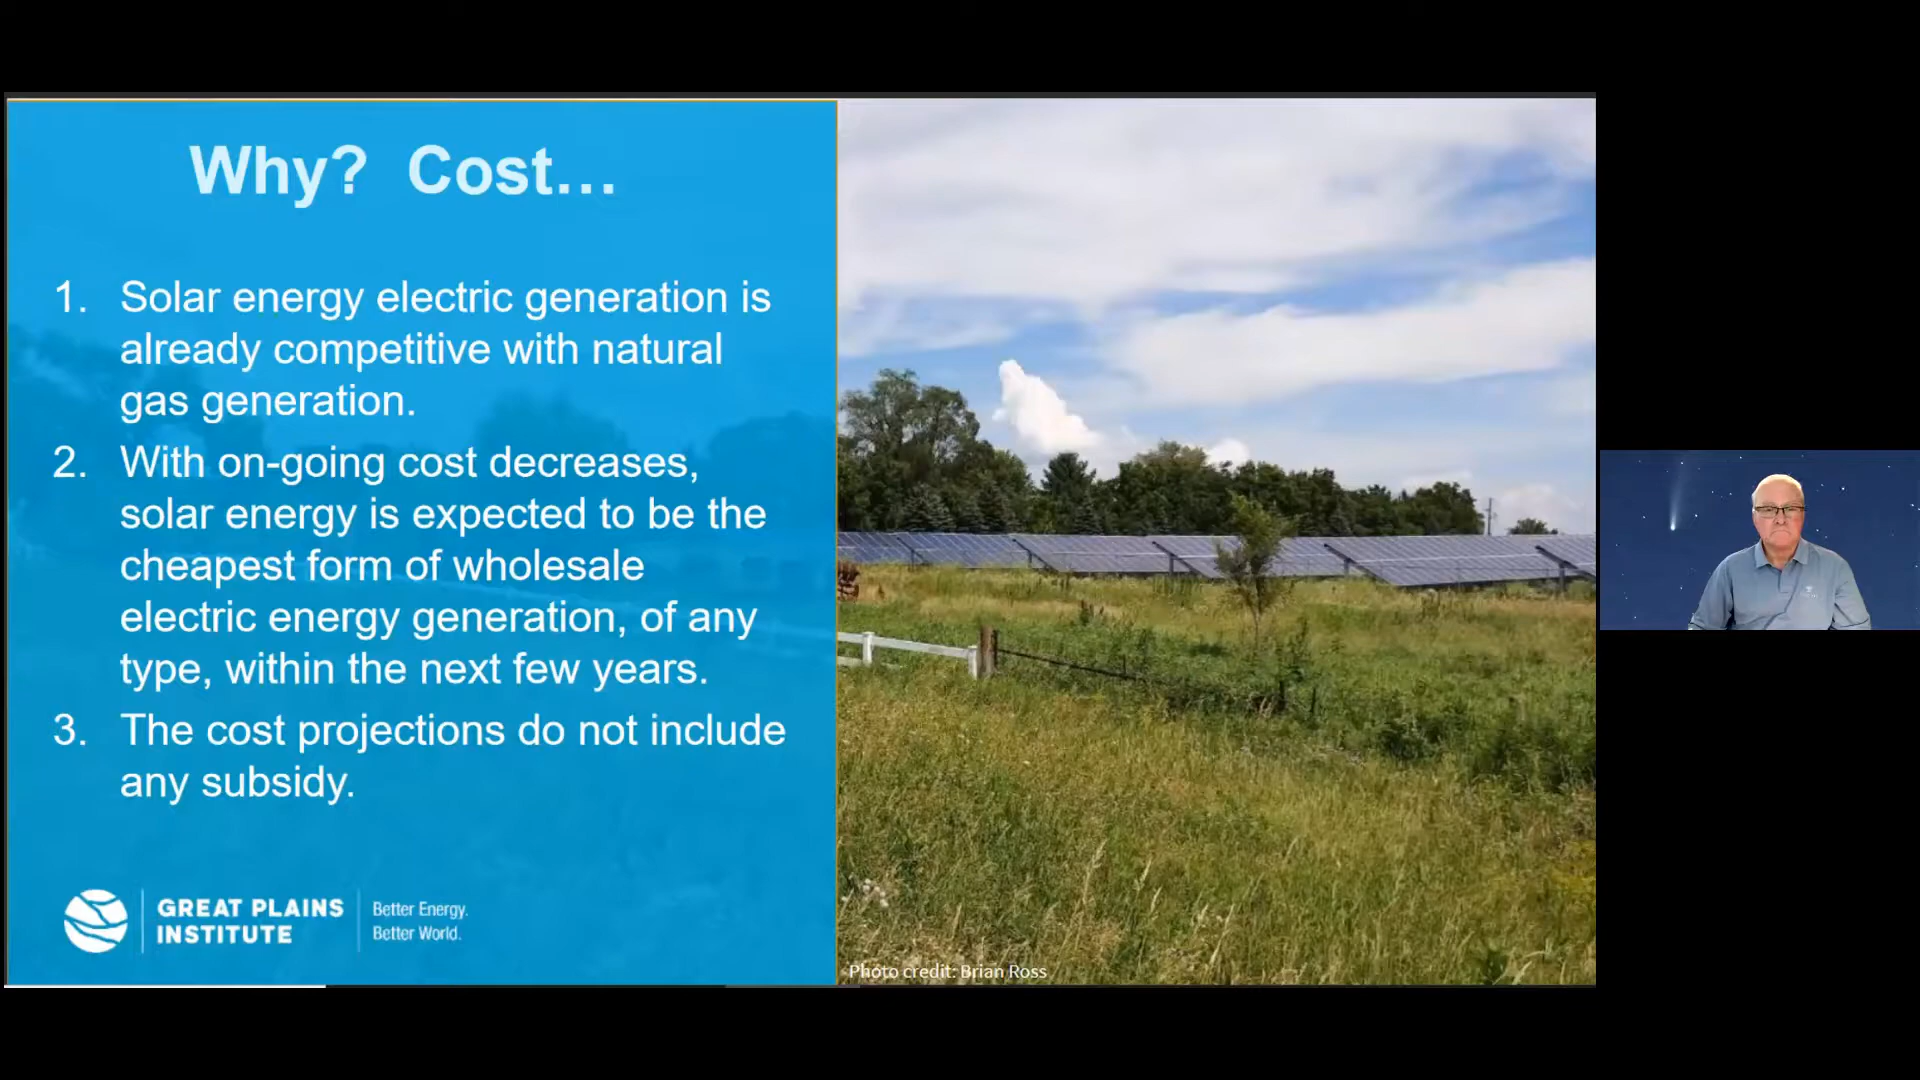 Why?  Cost…
1. Solar energy electric generation is
already competitive with natural
gas generation.
2. With on-going cost decreases,
solar energy is expected to be the
cheapest form of wholesale
electric energy generation, of any
type, within the next few years.
3. The cost projections do not include
any subsidy.
GREAT PLAINS
INSTITUTE
Better Energy.
Better World.
Photo credit: Brian Ross